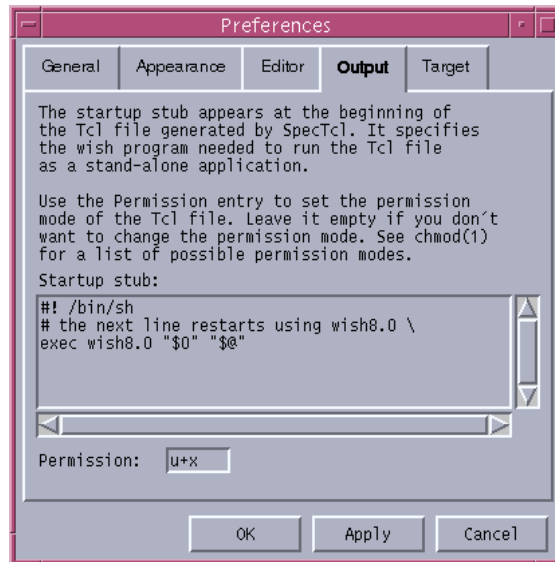 Preferences
General Appearance Editor Output Target
The startup stub appears at the beginning of
the Tcl file generated by SpecTcl. It specifies
the wish program needed to run the Tcl file
as a stand-alone application.
Use the Permission entry to set the permission
mode of the Tcl file. Leave it empty if you don´t
want to change the permission mode. See chmod(1)
for a list of possible permission modes.
Startup stub:
#! /bin/sh
# the next line restarts using wish8.0 \
exec wish8.0 "$0" "$@"
Permission: u+x
OK Apply Cancel